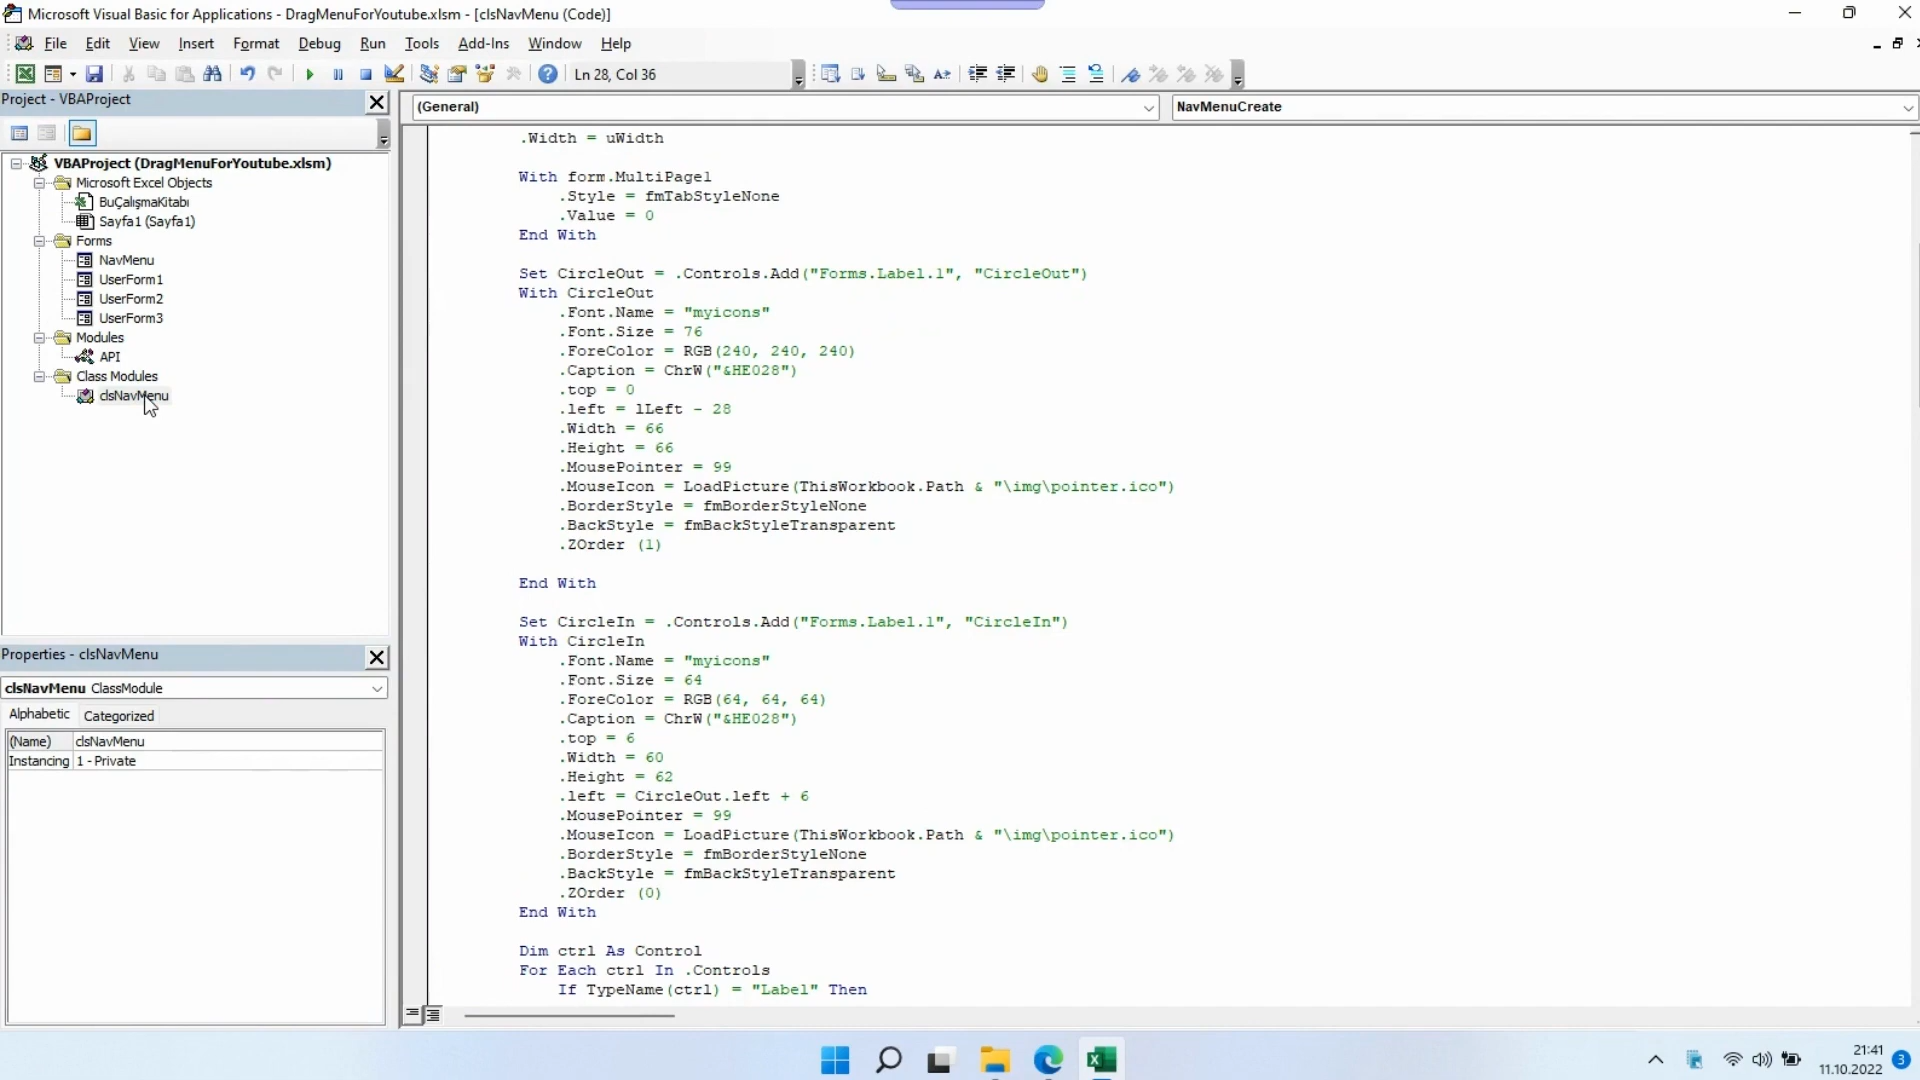 Microsoft Visual Basic for Applications - DragMenuForYoutube.xlsm - [clsNavMenu (Code)]
File Edit View Insert Format Debug Run Tools Add-Ins Window Help
Ln 28, Col 36
Project - VBAProject
VBAProject (DragMenuForYoutube.xlsm)
Microsoft Excel Objects
BuÇalışmaKitabı
Sayfa1 (Sayfa1)
Forms
NavMenu
UserForm1
UserForm2
UserForm3
Modules
API
Class Modules
clsNavMenu
Properties - clsNavMenu
clsNavMenu ClassModule
Alphabetic Categorized
(Name) clsNavMenu
Instancing 1 - Private
(General) NavMenuCreate
.Width = uWidth
With form.MultiPage1
.Style = fmTabStyleNone
.Value = 0
End With
Set CircleOut = .Controls.Add("Forms.Label.1", "CircleOut")
With CircleOut
.Font.Name = "myicons"
.Font.Size = 76
.ForeColor = RGB(240, 240, 240)
.Caption = ChrW("&HE028")
.top = 0
.left = lLeft - 28
.Width = 66
.Height = 66
.MousePointer = 99
.MouseIcon = LoadPicture(ThisWorkbook.Path & "\img\pointer.ico")
.BorderStyle = fmBorderStyleNone
.BackStyle = fmBackStyleTransparent
.ZOrder (1)
End With
Set CircleIn = .Controls.Add("Forms.Label.1", "CircleIn")
With CircleIn
.Font.Name = "myicons"
.Font.Size = 64
.ForeColor = RGB(64, 64, 64)
.Caption = ChrW("&HE028")
.top = 6
.Width = 60
.Height = 62
.left = CircleOut.left + 6
.MousePointer = 99
.MouseIcon = LoadPicture(ThisWorkbook.Path & "\img\pointer.ico")
.BorderStyle = fmBorderStyleNone
.BackStyle = fmBackStyleTransparent
.ZOrder (0)
End With
Dim ctrl As Control
For Each ctrl In .Controls
If TypeName(ctrl) = "Label" Then
21:41
11.10.2022
3